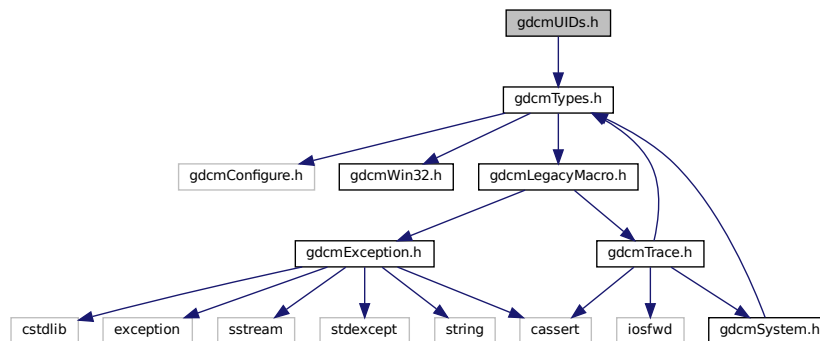 gdcmUIDs.h
gdcmTypes.h
gdcmConfigure.h
gdcmWin32.h
gdcmLegacyMacro.h
gdcmException.h
gdcmTrace.h
cstdlib
exception
sstream
stdexcept
string
cassert
iosfwd
gdcmSystem.h